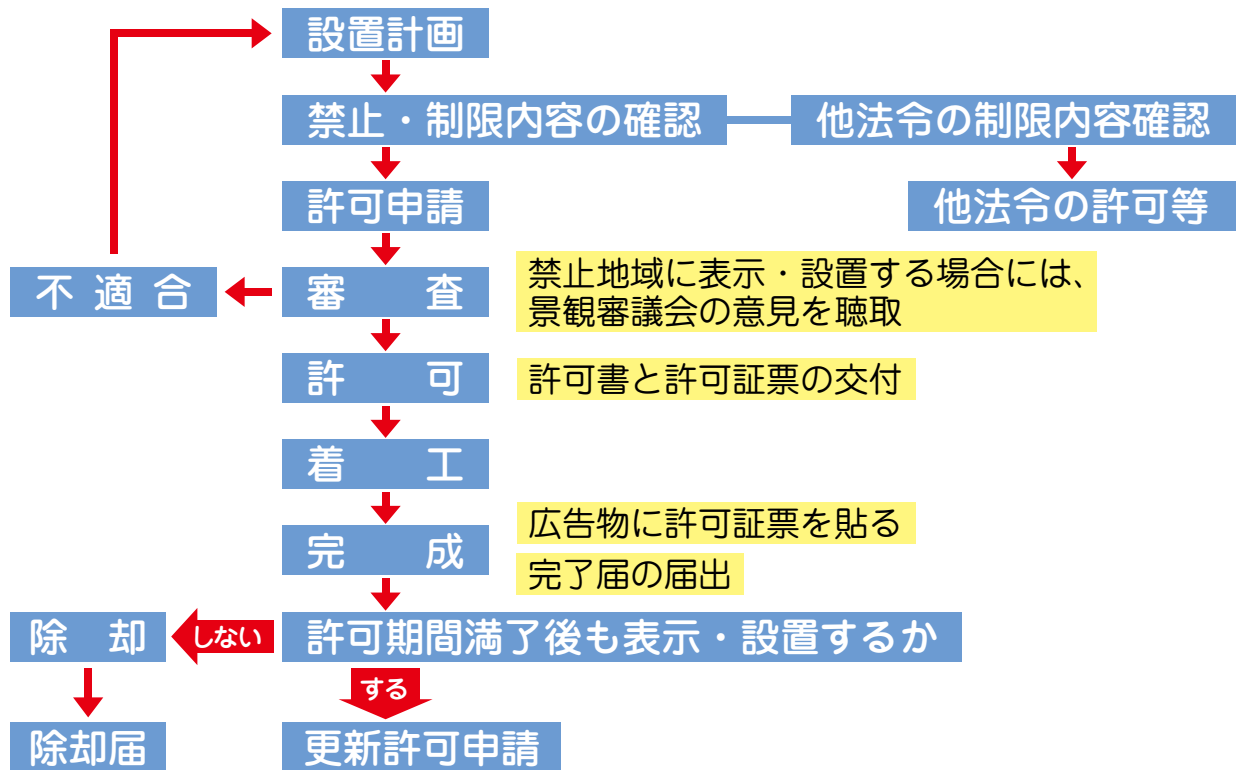 設置計画
禁止・制限内容の確認
他法令の制限内容確認
許可申請
他法令の許可等
不適合
審査
禁止地域に表示・設置する場合には、
景観審議会の意見を聴取
許可
許可書と許可証票の交付
着工
完成
広告物に許可証票を貼る
完了届の届出
除却
しない
許可期間満了後も表示・設置するか
する
除却届
更新許可申請